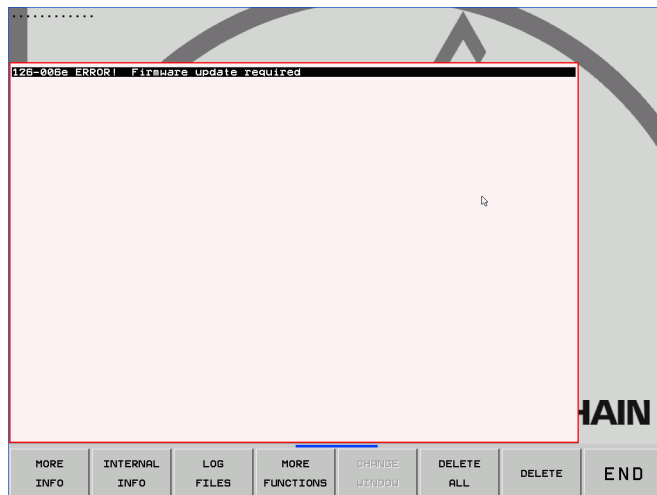 126-006e ERROR! Firmware update required
HAIN
MORE INFO
INTERNAL INFO
LOG FILES
MORE FUNCTIONS
CHANGE WINDOW
DELETE ALL
DELETE
END